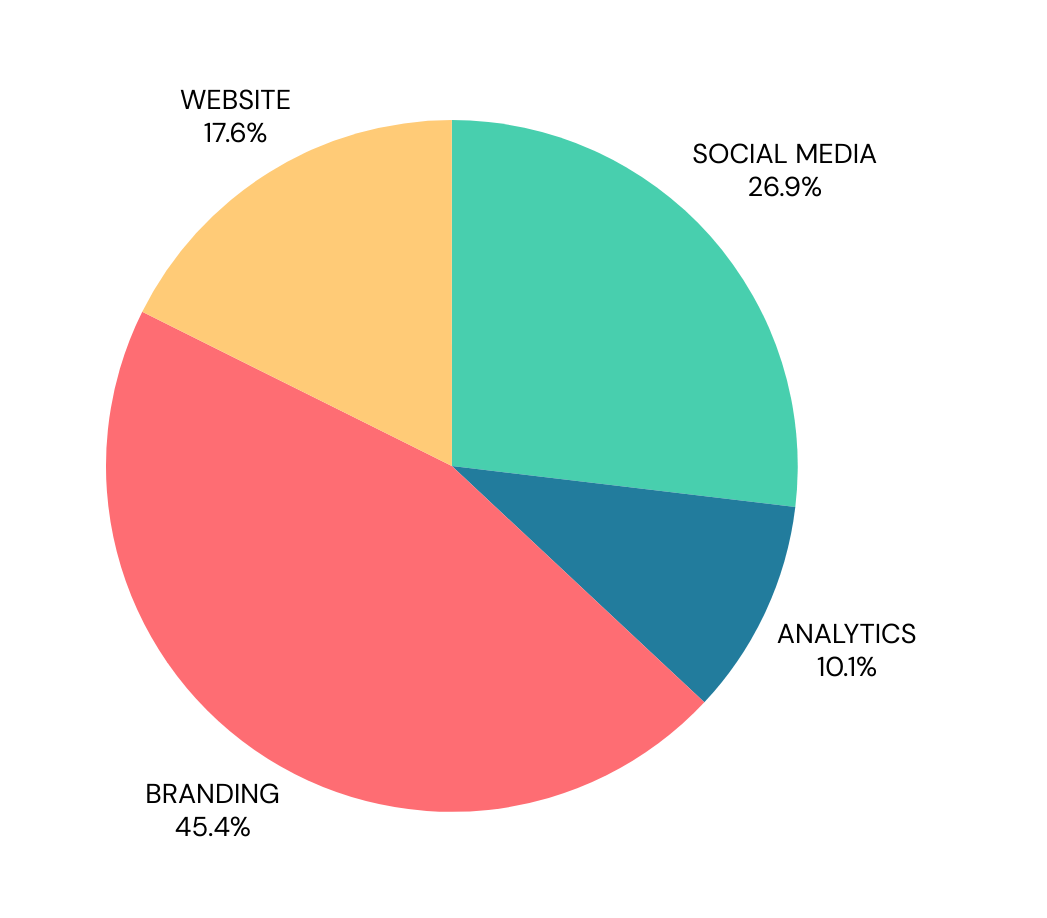 WEBSITE
17.6%
SOCIAL MEDIA
26.9%
ANALYTICS
10.1%
BRANDING
45.4%